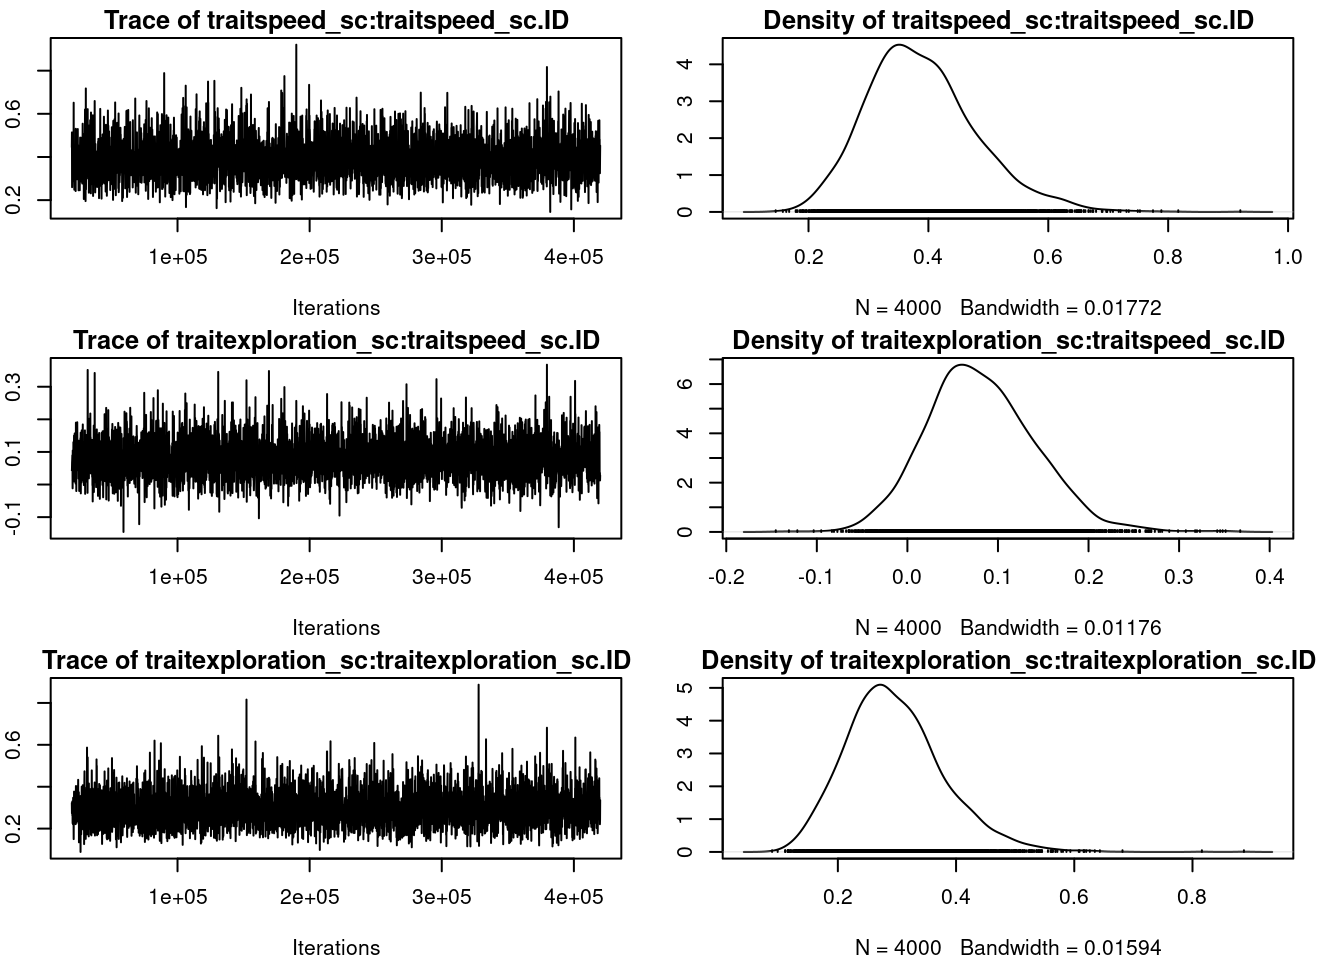 Trace of traitspeed_sc:traitspeed_sc.ID
0.2 0.6
1e+05 2e+05 3e+05 4e+05
Iterations
Density of traitspeed_sc:traitspeed_sc.ID
0 1 2 3 4
0.2 0.4 0.6 0.8 1.0
N = 4000 Bandwidth = 0.01772
Trace of traitexploration_sc:traitspeed_sc.ID
-0.1 0.1 0.3
1e+05 2e+05 3e+05 4e+05
Iterations
Density of traitexploration_sc:traitspeed_sc.ID
0 2 4 6
-0.2 -0.1 0.0 0.1 0.2 0.3 0.4
N = 4000 Bandwidth = 0.01176
Trace of traitexploration_sc:traitexploration_sc.ID
0.2 0.6
1e+05 2e+05 3e+05 4e+05
Iterations
Density of traitexploration_sc:traitexploration_sc.ID
0 1 2 3 4 5
0.2 0.4 0.6 0.8
N = 4000 Bandwidth = 0.01594